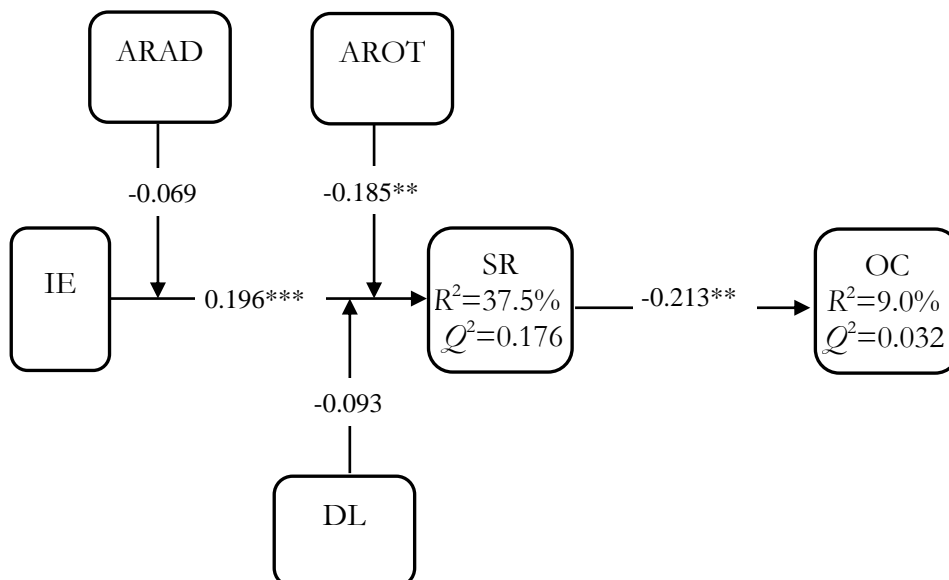 ARAD
AROT
-0.069
-0.185**
IE
0.196***
SR
R²=37.5%
Q²=0.176
-0.213**
OC
R²=9.0%
Q²=0.032
-0.093
DL